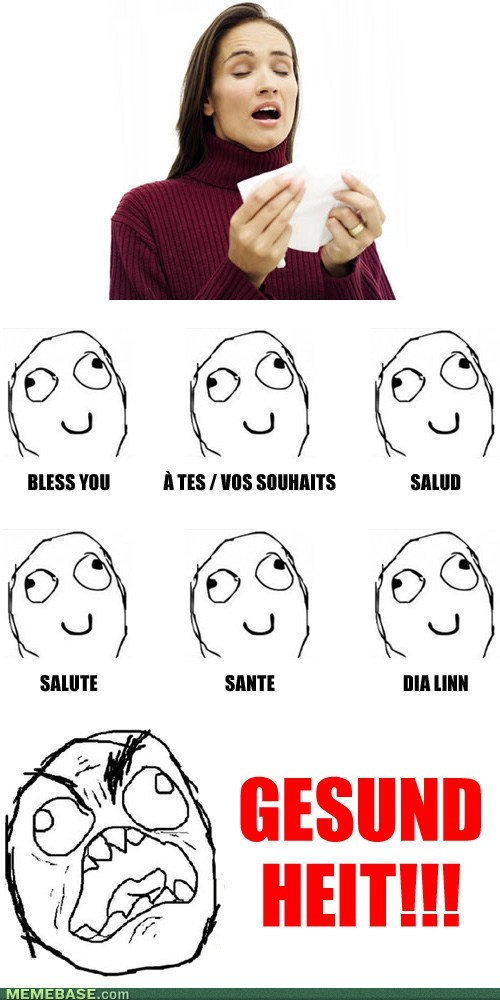 BLESS YOU
À TES / VOS SOUHAITS
SALUD
SALUTE
SANTE
DIA LINN
GESUND
HEIT!!!
MEMEBASE.com